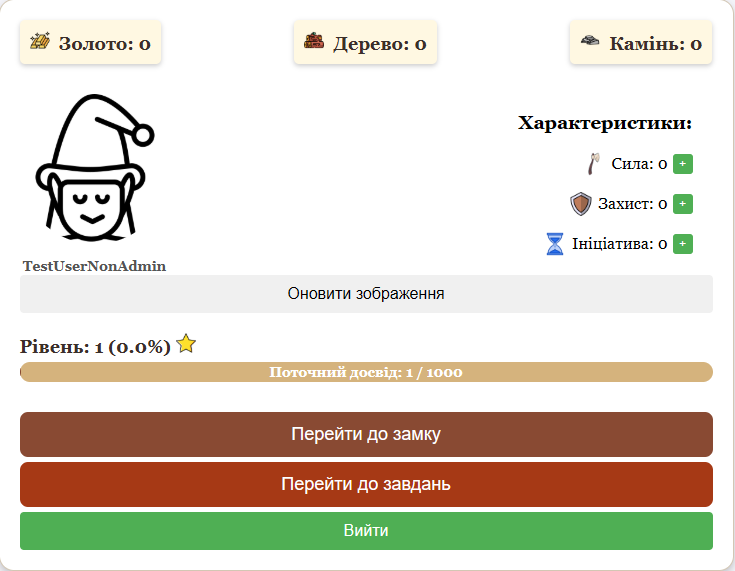 Золото: 0 Дерево: 0 Камінь: 0
Характеристики:
Сила: 0 +
Захист: 0 +
Ініціатива: 0 +
TestUserNonAdmin
Оновити зображення
Рівень: 1 (0.0%)
Поточний досвід: 1 / 1000
Перейти до замку
Перейти до завдань
Вийти